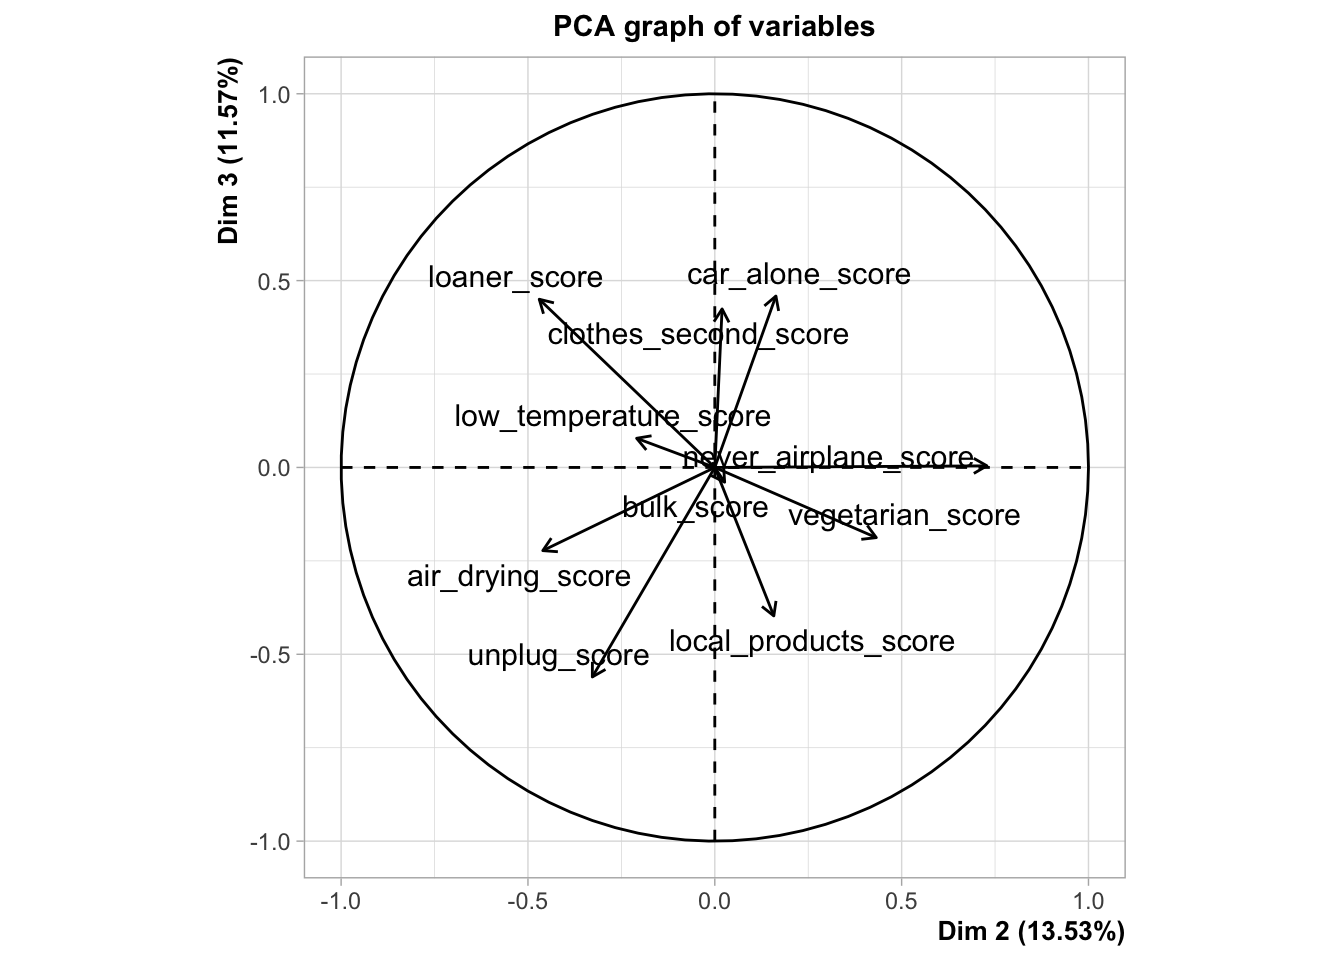 PCA graph of variables
Dim 3 (11.57%)
1.0
0.5
0.0
-0.5
-1.0
loaner_score
car_alone_score
clothes_second_score
low_temperature_score
never_airplane_score
bulk_score
vegetarian_score
air_drying_score
local_products_score
unplug_score
-1.0
-0.5
0.0
0.5
1.0
Dim 2 (13.53%)